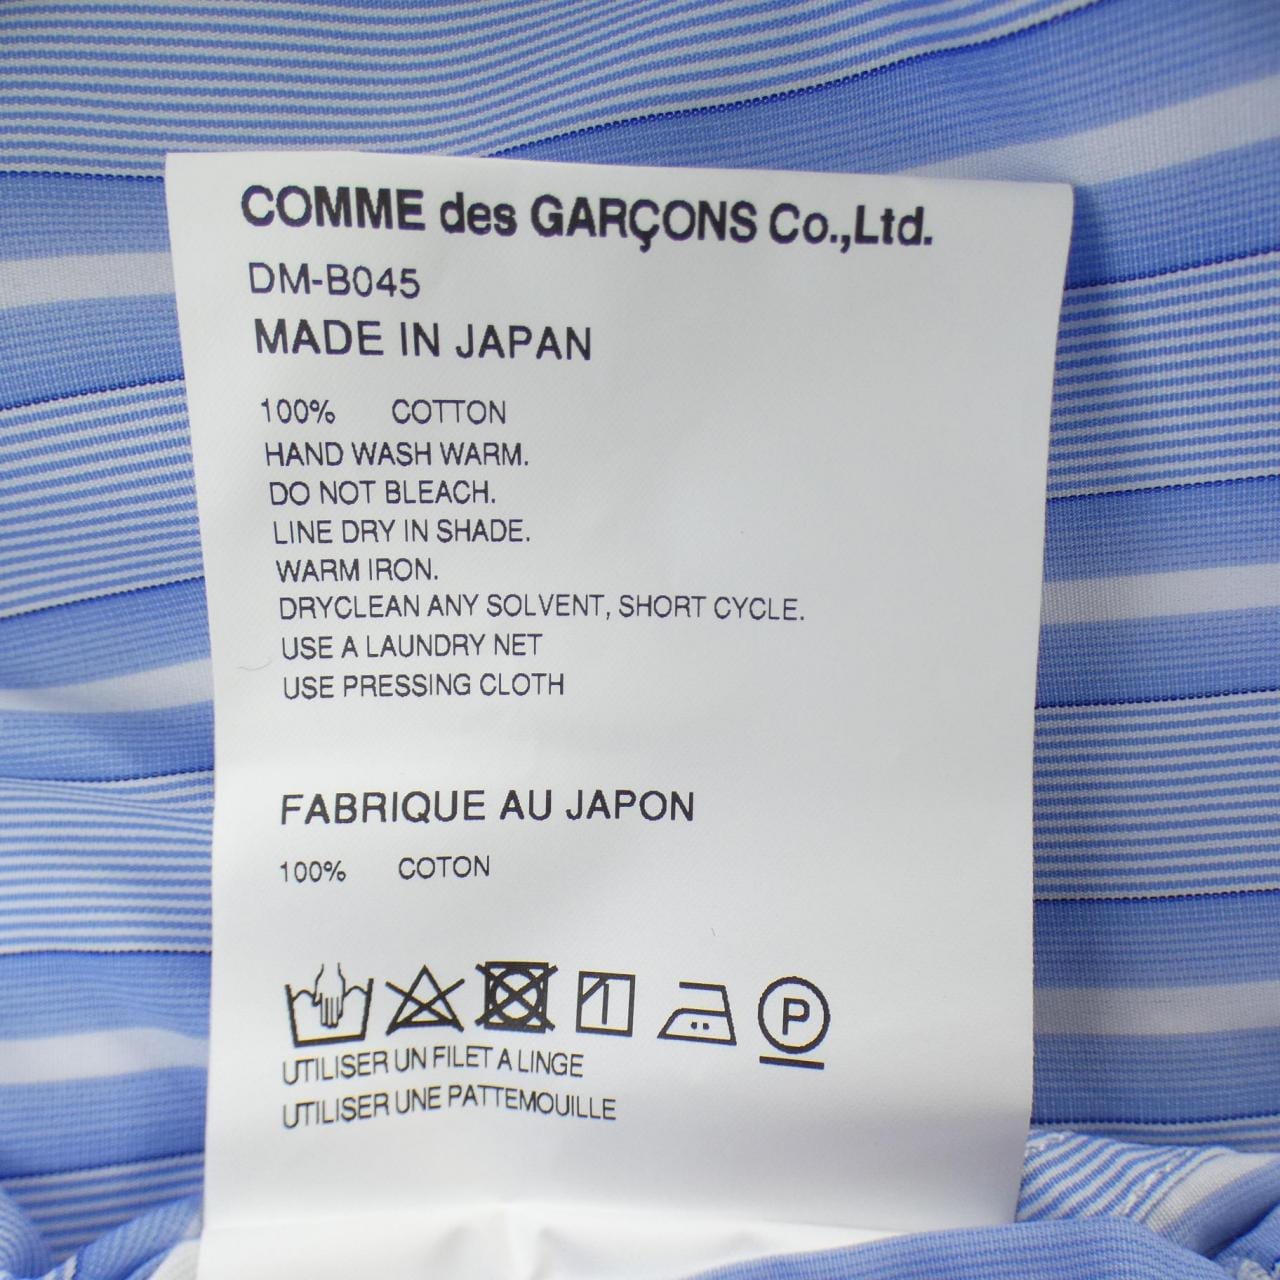 COMME des GARÇONS Co.,Ltd.
DM-B045
MADE IN JAPAN
100% COTTON
HAND WASH WARM.
DO NOT BLEACH.
LINE DRY IN SHADE.
WARM IRON.
DRYCLEAN ANY SOLVENT, SHORT CYCLE.
USE A LAUNDRY NET
USE PRESSING CLOTH
FABRIQUE AU JAPON
100% COTON
P
UTILISER UN FILET A LINGE
UTILISER UNE PATTEMOUILLE